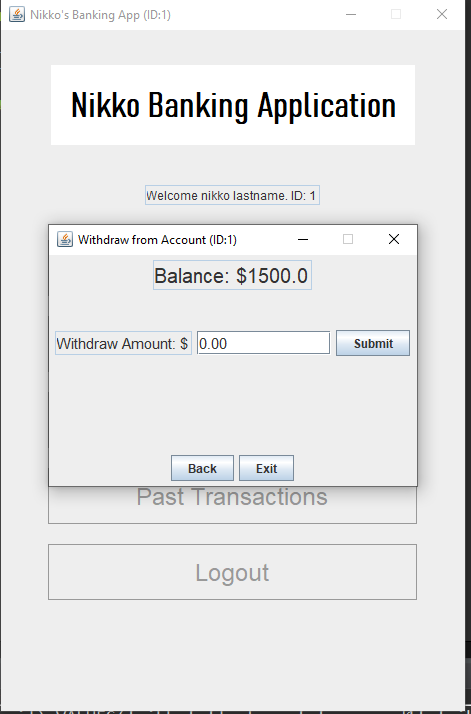 Nikko's Banking App (ID:1)
Nikko Banking Application
Welcome nikko lastname. ID: 1
Withdraw from Account (ID:1)
Balance: $1500.0
Withdraw Amount: $ 0.00 Submit
Back Exit
Past Transactions
Logout